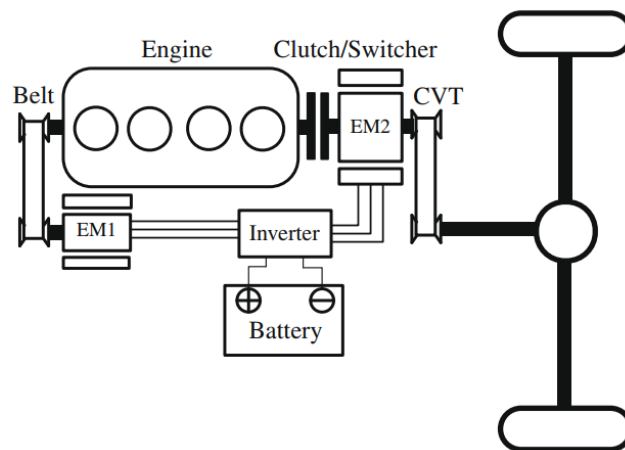 Engine
Clutch/Switcher
Belt
CVT
EM2
EM1
Inverter
Battery